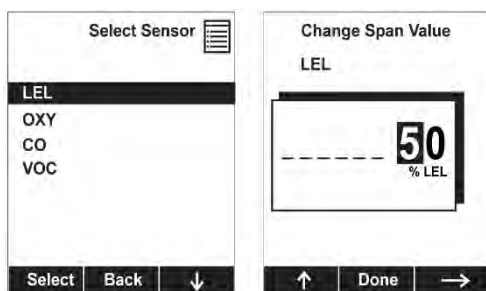 Select Sensor
LEL
OXY
CO
VOC
Select Back ↓
Change Span Value
LEL
_ _ _ _ _ _ 50
% LEL
↑ Done →